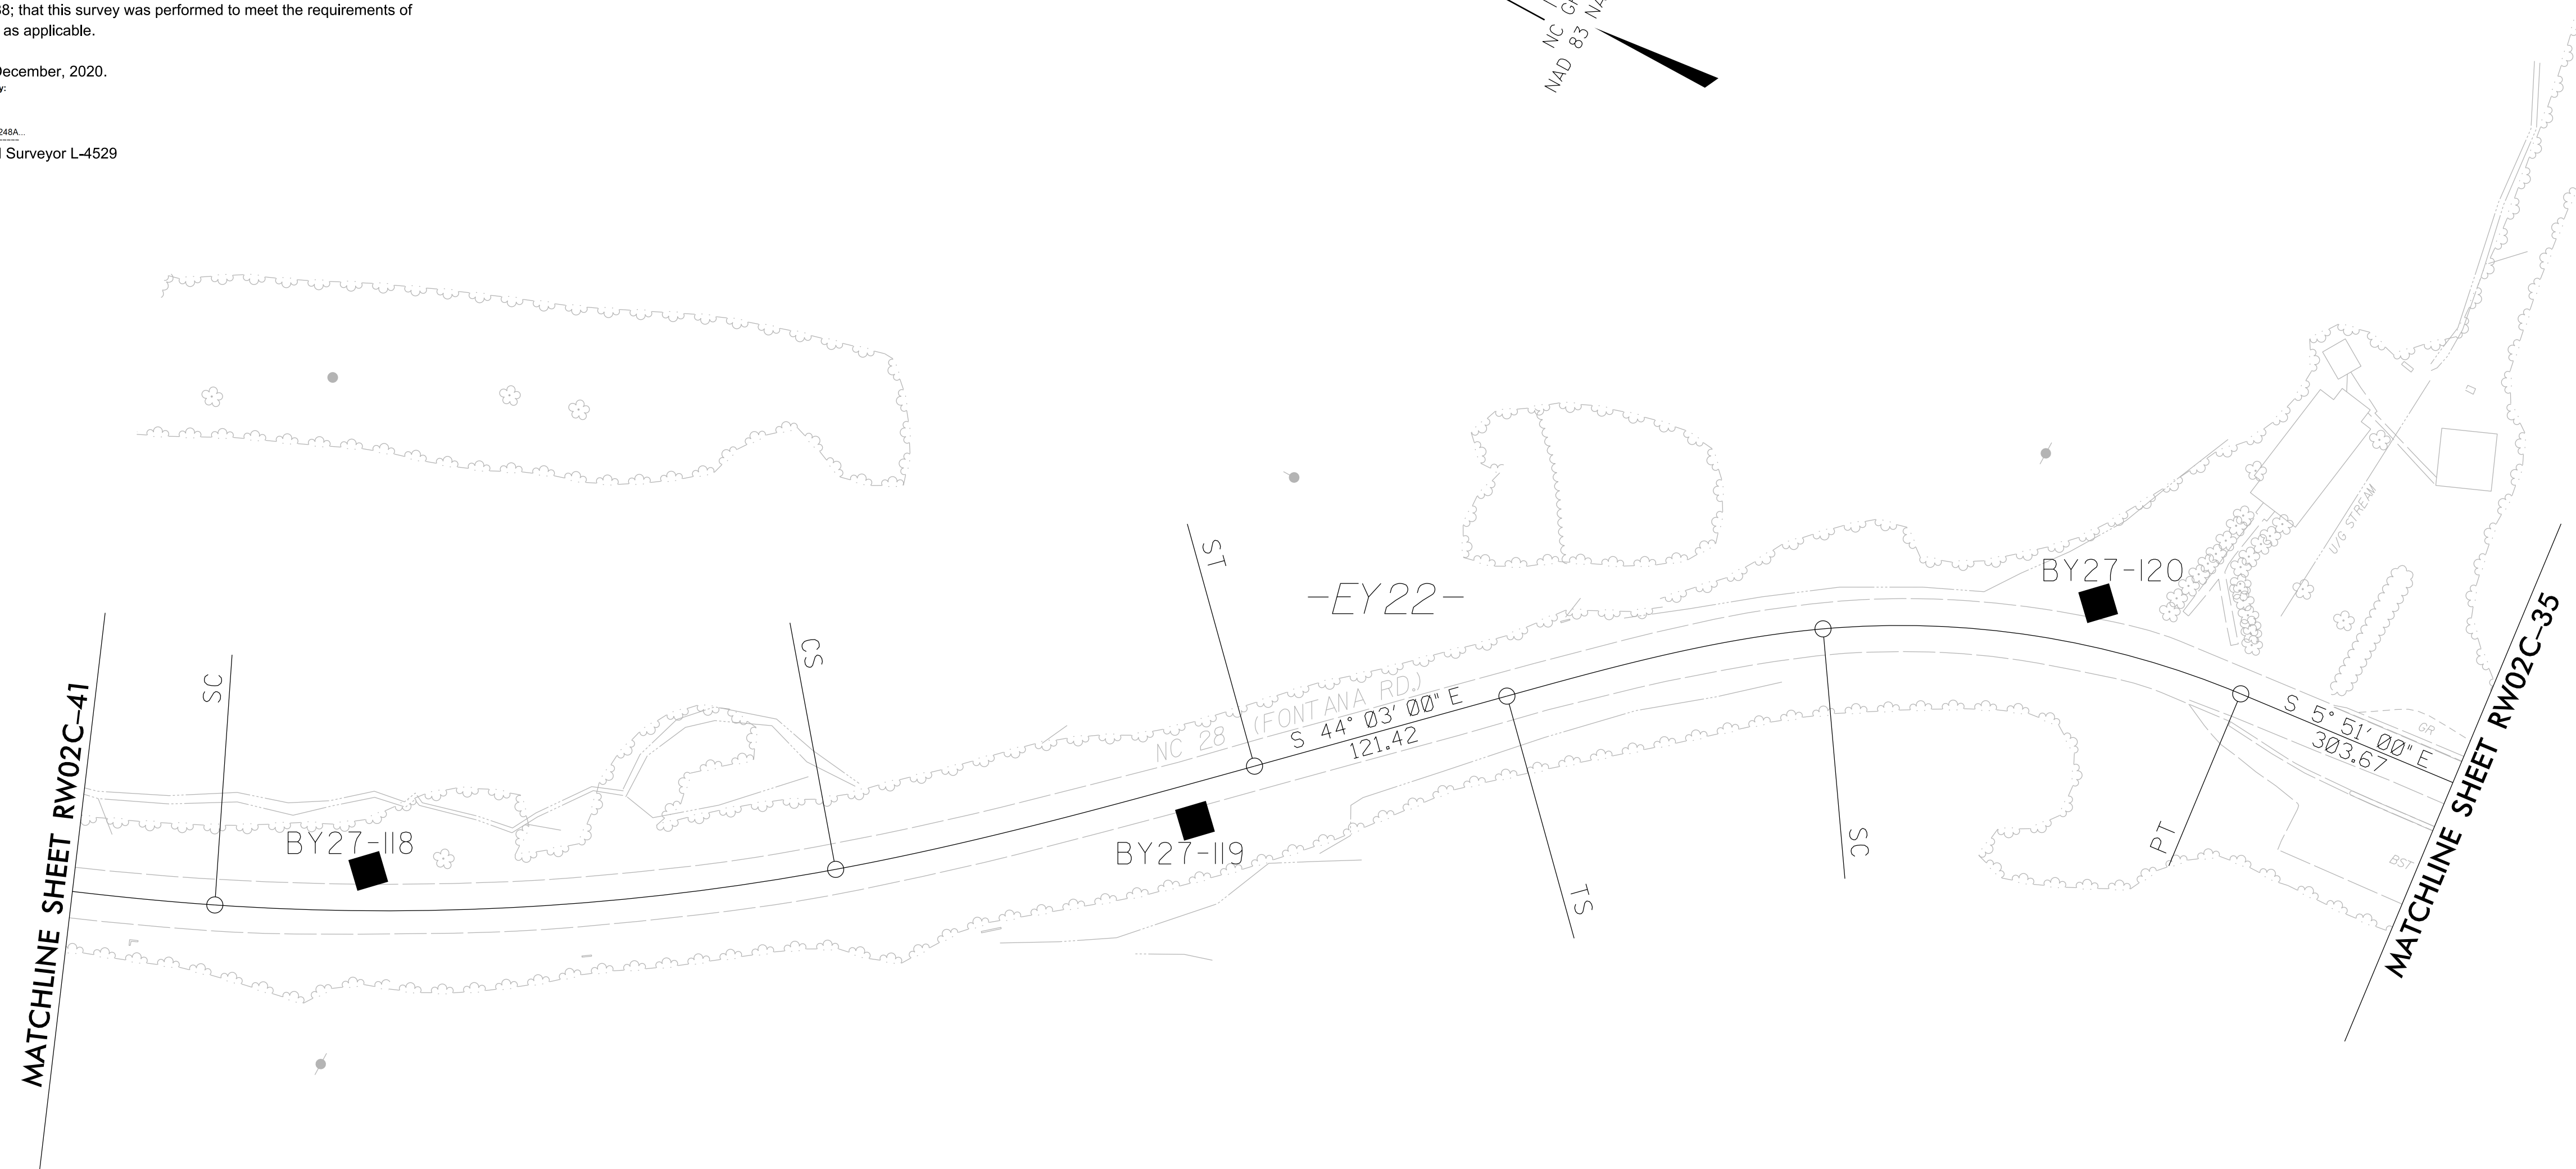 38; that this survey was performed to meet the requirements of
as applicable.
December, 2020.
y:
248A...
Surveyor L-4529
NC
NAD 83
ST
-EY22-
BY27-120
U/G STREAM
CS
SC
MATCHLINE SHEET RW02C-41
NC 28 (FONTANA RD.)
S 44° 03' 00" E
121.42
S 5° 51' 00" E
303.67
GR
MATCHLINE SHEET RW02C-35
BY27-118
BY27-119
TS
SC
PT
BST